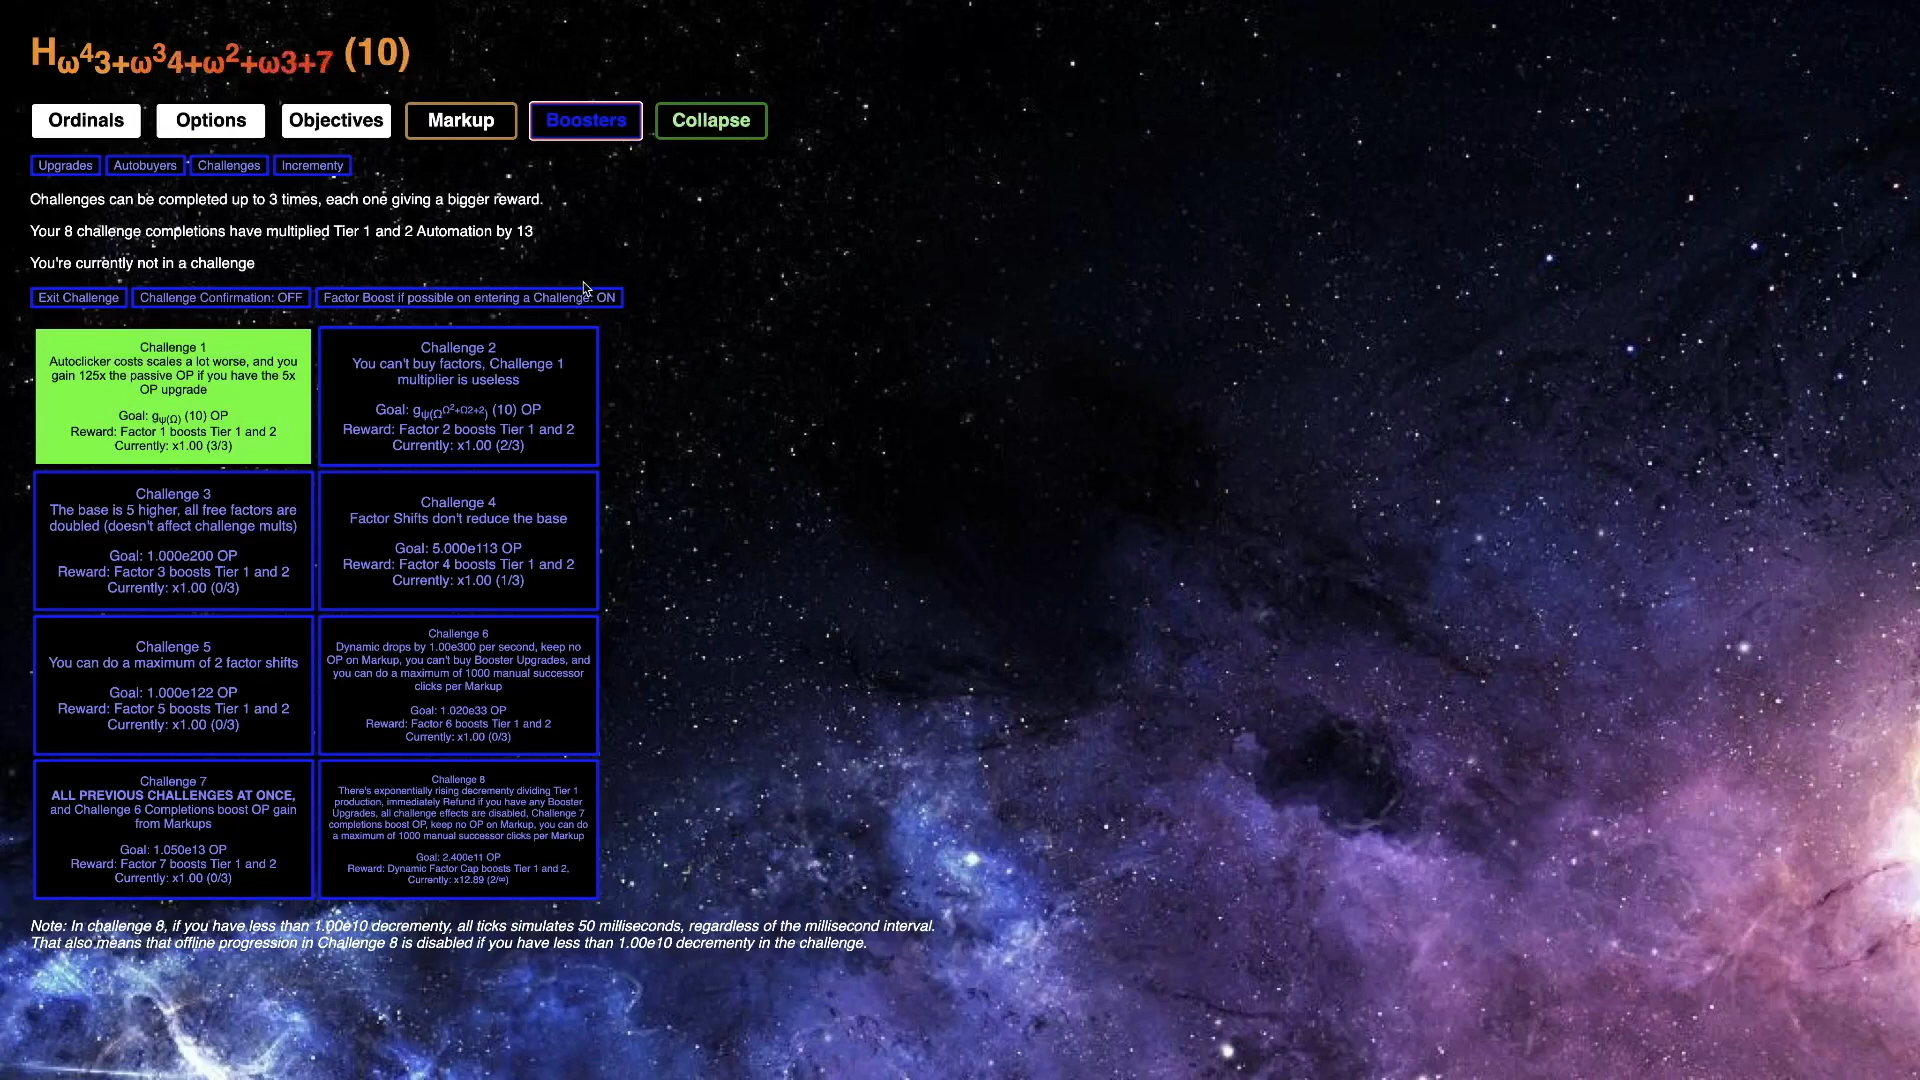 H_ω⁴3+ω³4+ω²+ω3+7 (10)
Ordinals Options Objectives Markup Boosters Collapse
Upgrades Autobuyers Challenges Incrementy
Challenges can be completed up to 3 times, each one giving a bigger reward.
Your 8 challenge completions have multiplied Tier 1 and 2 Automation by 13
You're currently not in a challenge
Exit Challenge Challenge Confirmation: OFF Factor Boost if possible on entering a Challenge: ON
Challenge 1
Autoclicker costs scales a lot worse, and you
gain 125x the passive OP if you have the 5x
OP upgrade
Goal: g_ψ(Ω) (10) OP
Reward: Factor 1 boosts Tier 1 and 2
Currently: x1.00 (3/3)
Challenge 2
You can't buy factors, Challenge 1
multiplier is useless
Goal: g_ψ(Ω^Ω²+Ω2+2) (10) OP
Reward: Factor 2 boosts Tier 1 and 2
Currently: x1.00 (2/3)
Challenge 3
The base is 5 higher, all free factors are
doubled (doesn't affect challenge mults)
Goal: 1.000e200 OP
Reward: Factor 3 boosts Tier 1 and 2
Currently: x1.00 (0/3)
Challenge 4
Factor Shifts don't reduce the base
Goal: 5.000e113 OP
Reward: Factor 4 boosts Tier 1 and 2
Currently: x1.00 (1/3)
Challenge 5
You can do a maximum of 2 factor shifts
Goal: 1.000e122 OP
Reward: Factor 5 boosts Tier 1 and 2
Currently: x1.00 (0/3)
Challenge 6
Dynamic drops by 1.00e300 per second, keep no
OP on Markup, you can't buy Booster Upgrades, and
you can do a maximum of 1000 manual successor
clicks per Markup
Goal: 1.020e33 OP
Reward: Factor 6 boosts Tier 1 and 2
Currently: x1.00 (0/3)
Challenge 7
ALL PREVIOUS CHALLENGES AT ONCE,
and Challenge 6 Completions boost OP gain
from Markups
Goal: 1.050e13 OP
Reward: Factor 7 boosts Tier 1 and 2
Currently: x1.00 (0/3)
Challenge 8
There's exponentially rising decrementy dividing Tier 1
production, immediately Refund if you have any Booster
Upgrades, all challenge effects are disabled, Challenge 7
completions boost OP, keep no OP on Markup, you can do
a maximum of 1000 manual successor clicks per Markup
Goal: 2.400e11 OP
Reward: Dynamic Factor Cap boosts Tier 1 and 2,
Currently: x12.89 (2/∞)
Note: In challenge 8, if you have less than 1.00e10 decrementy, all ticks simulates 50 milliseconds, regardless of the millisecond interval.
That also means that offline progression in Challenge 8 is disabled if you have less than 1.00e10 decrementy in the challenge.